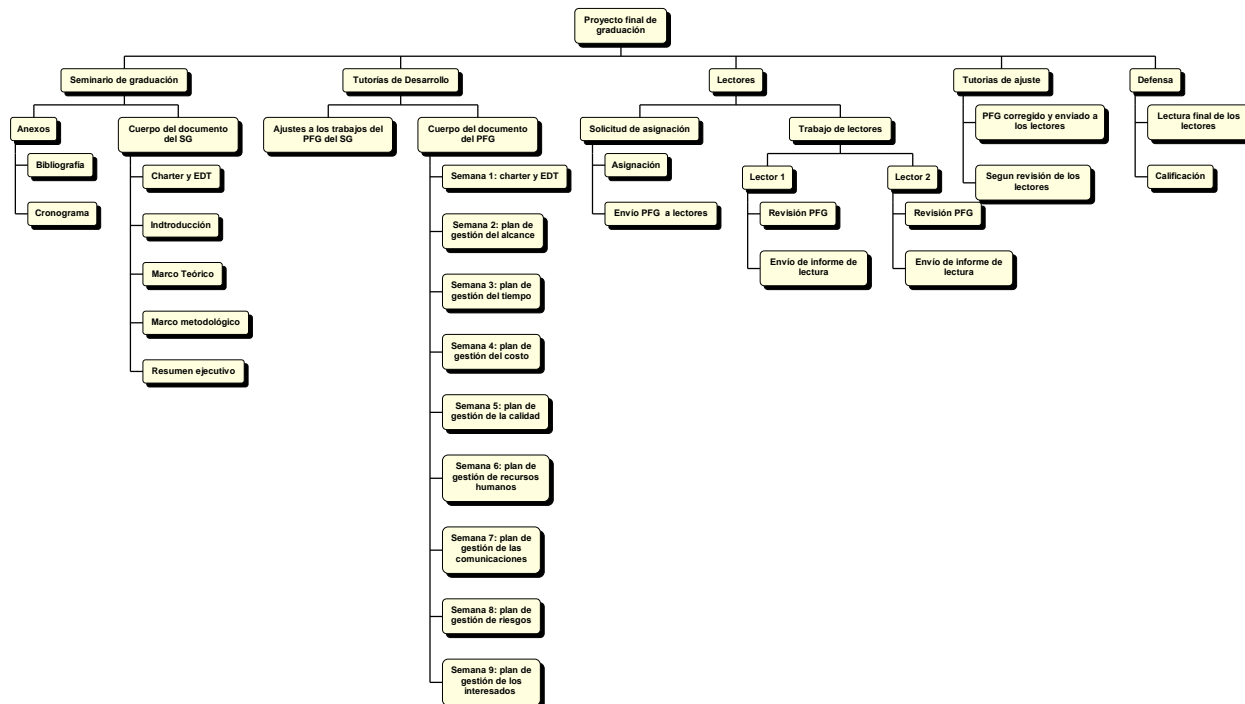 Proyecto final de
graduación
Seminario de graduación
Tutorías de Desarrollo
Lectores
Tutorias de ajuste
Defensa
Anexos
Bibliografía
Cronograma
Cuerpo del documento
del SG
Charter y EDT
Indtroducción
Marco Teórico
Marco metodológico
Resumen ejecutivo
Ajustes a los trabajos del
PFG del SG
Cuerpo del documento
del PFG
Semana 1: charter y EDT
Semana 2: plan de
gestión del alcance
Semana 3: plan de
gestión del tiempo
Semana 4: plan de
gestión del costo
Semana 5: plan de
gestión de la calidad
Semana 6: plan de
gestión de recursos
humanos
Semana 7: plan de
gestión de las
comunicaciones
Semana 8: plan de
gestión de riesgos
Semana 9: plan de
gestión de los
interesados
Solicitud de asignación
Asignación
Envío PFG a lectores
Trabajo de lectores
Lector 1
Revisión PFG
Envío de informe de
lectura
Lector 2
Revisión PFG
Envío de informe de
lectura
PFG corregido y enviado a
los lectores
Segun revisión de los
lectores
Lectura final de los
lectores
Calificación